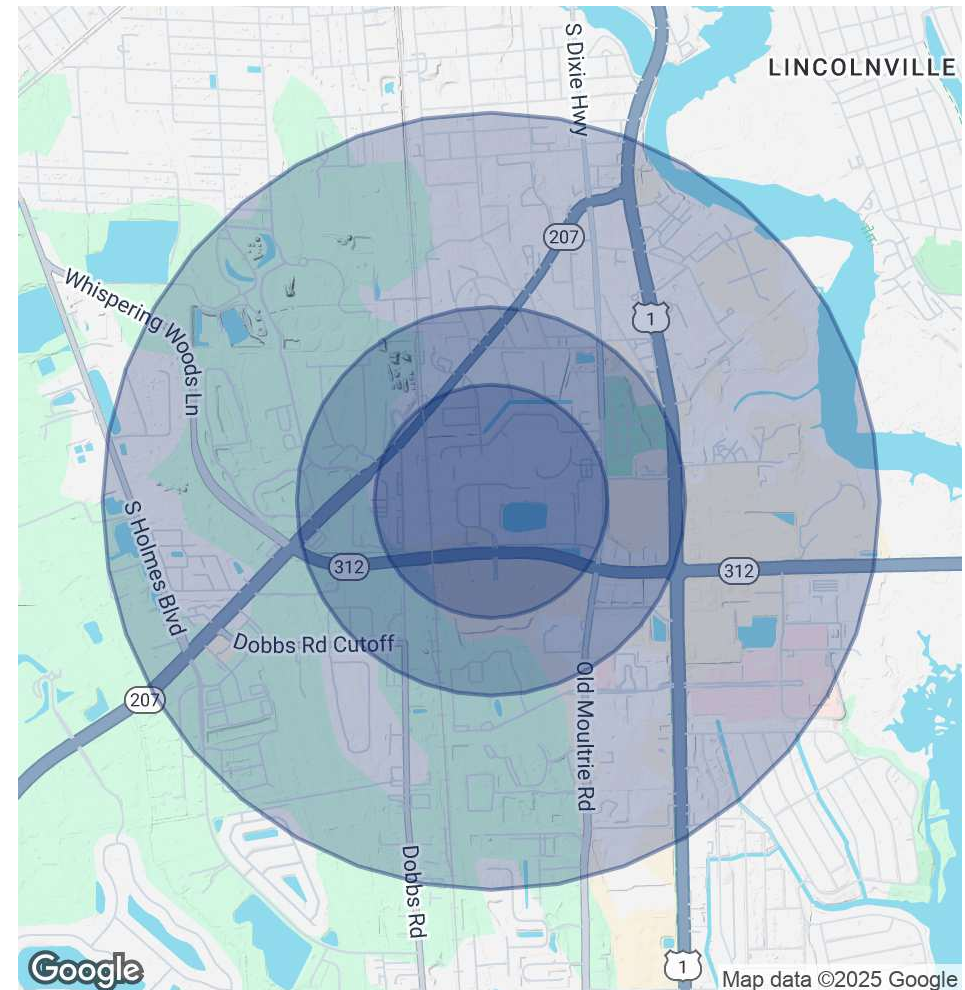 S Dixie Hwy
LINCOLNVILLE
207
Whispering Woods Ln
1
S Holmes Blvd
312
312
Dobbs Rd Cutoff
207
Old Moultrie Rd
Dobbs Rd
1
Google
Map data ©2025 Google